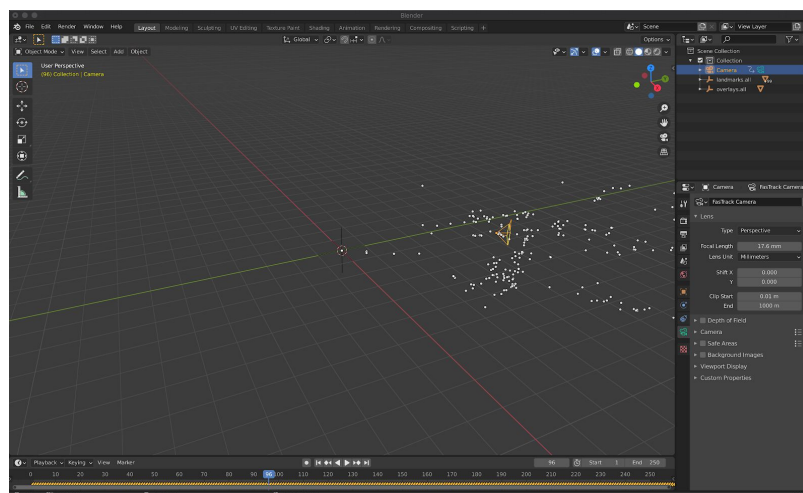 Blender
File Edit Render Window Help Layout Modeling Sculpting UV Editing Texture Paint Shading Animation Rendering Compositing Scripting + Scene View Layer
Global Options
Object Mode View Select Add Object
User Perspective
(96) Collection | Camera
Scene Collection
Collection
Camera
landmarks.all
overlays.all
Camera FasTrack Camera
FasTrack Camera
Lens
Type Perspective
Focal Length 17.6 mm
Lens Unit Millimeters
Shift X 0.000
Y 0.000
Clip Start 0.01 m
End 1000 m
Depth of Field
Camera
Safe Areas
Background Images
Viewport Display
Custom Properties
Playback Keying View Marker 96 Start 1 End 250
0 10 20 30 40 50 60 70 80 90 96 100 110 120 130 140 150 160 170 180 190 200 210 220 230 240 250